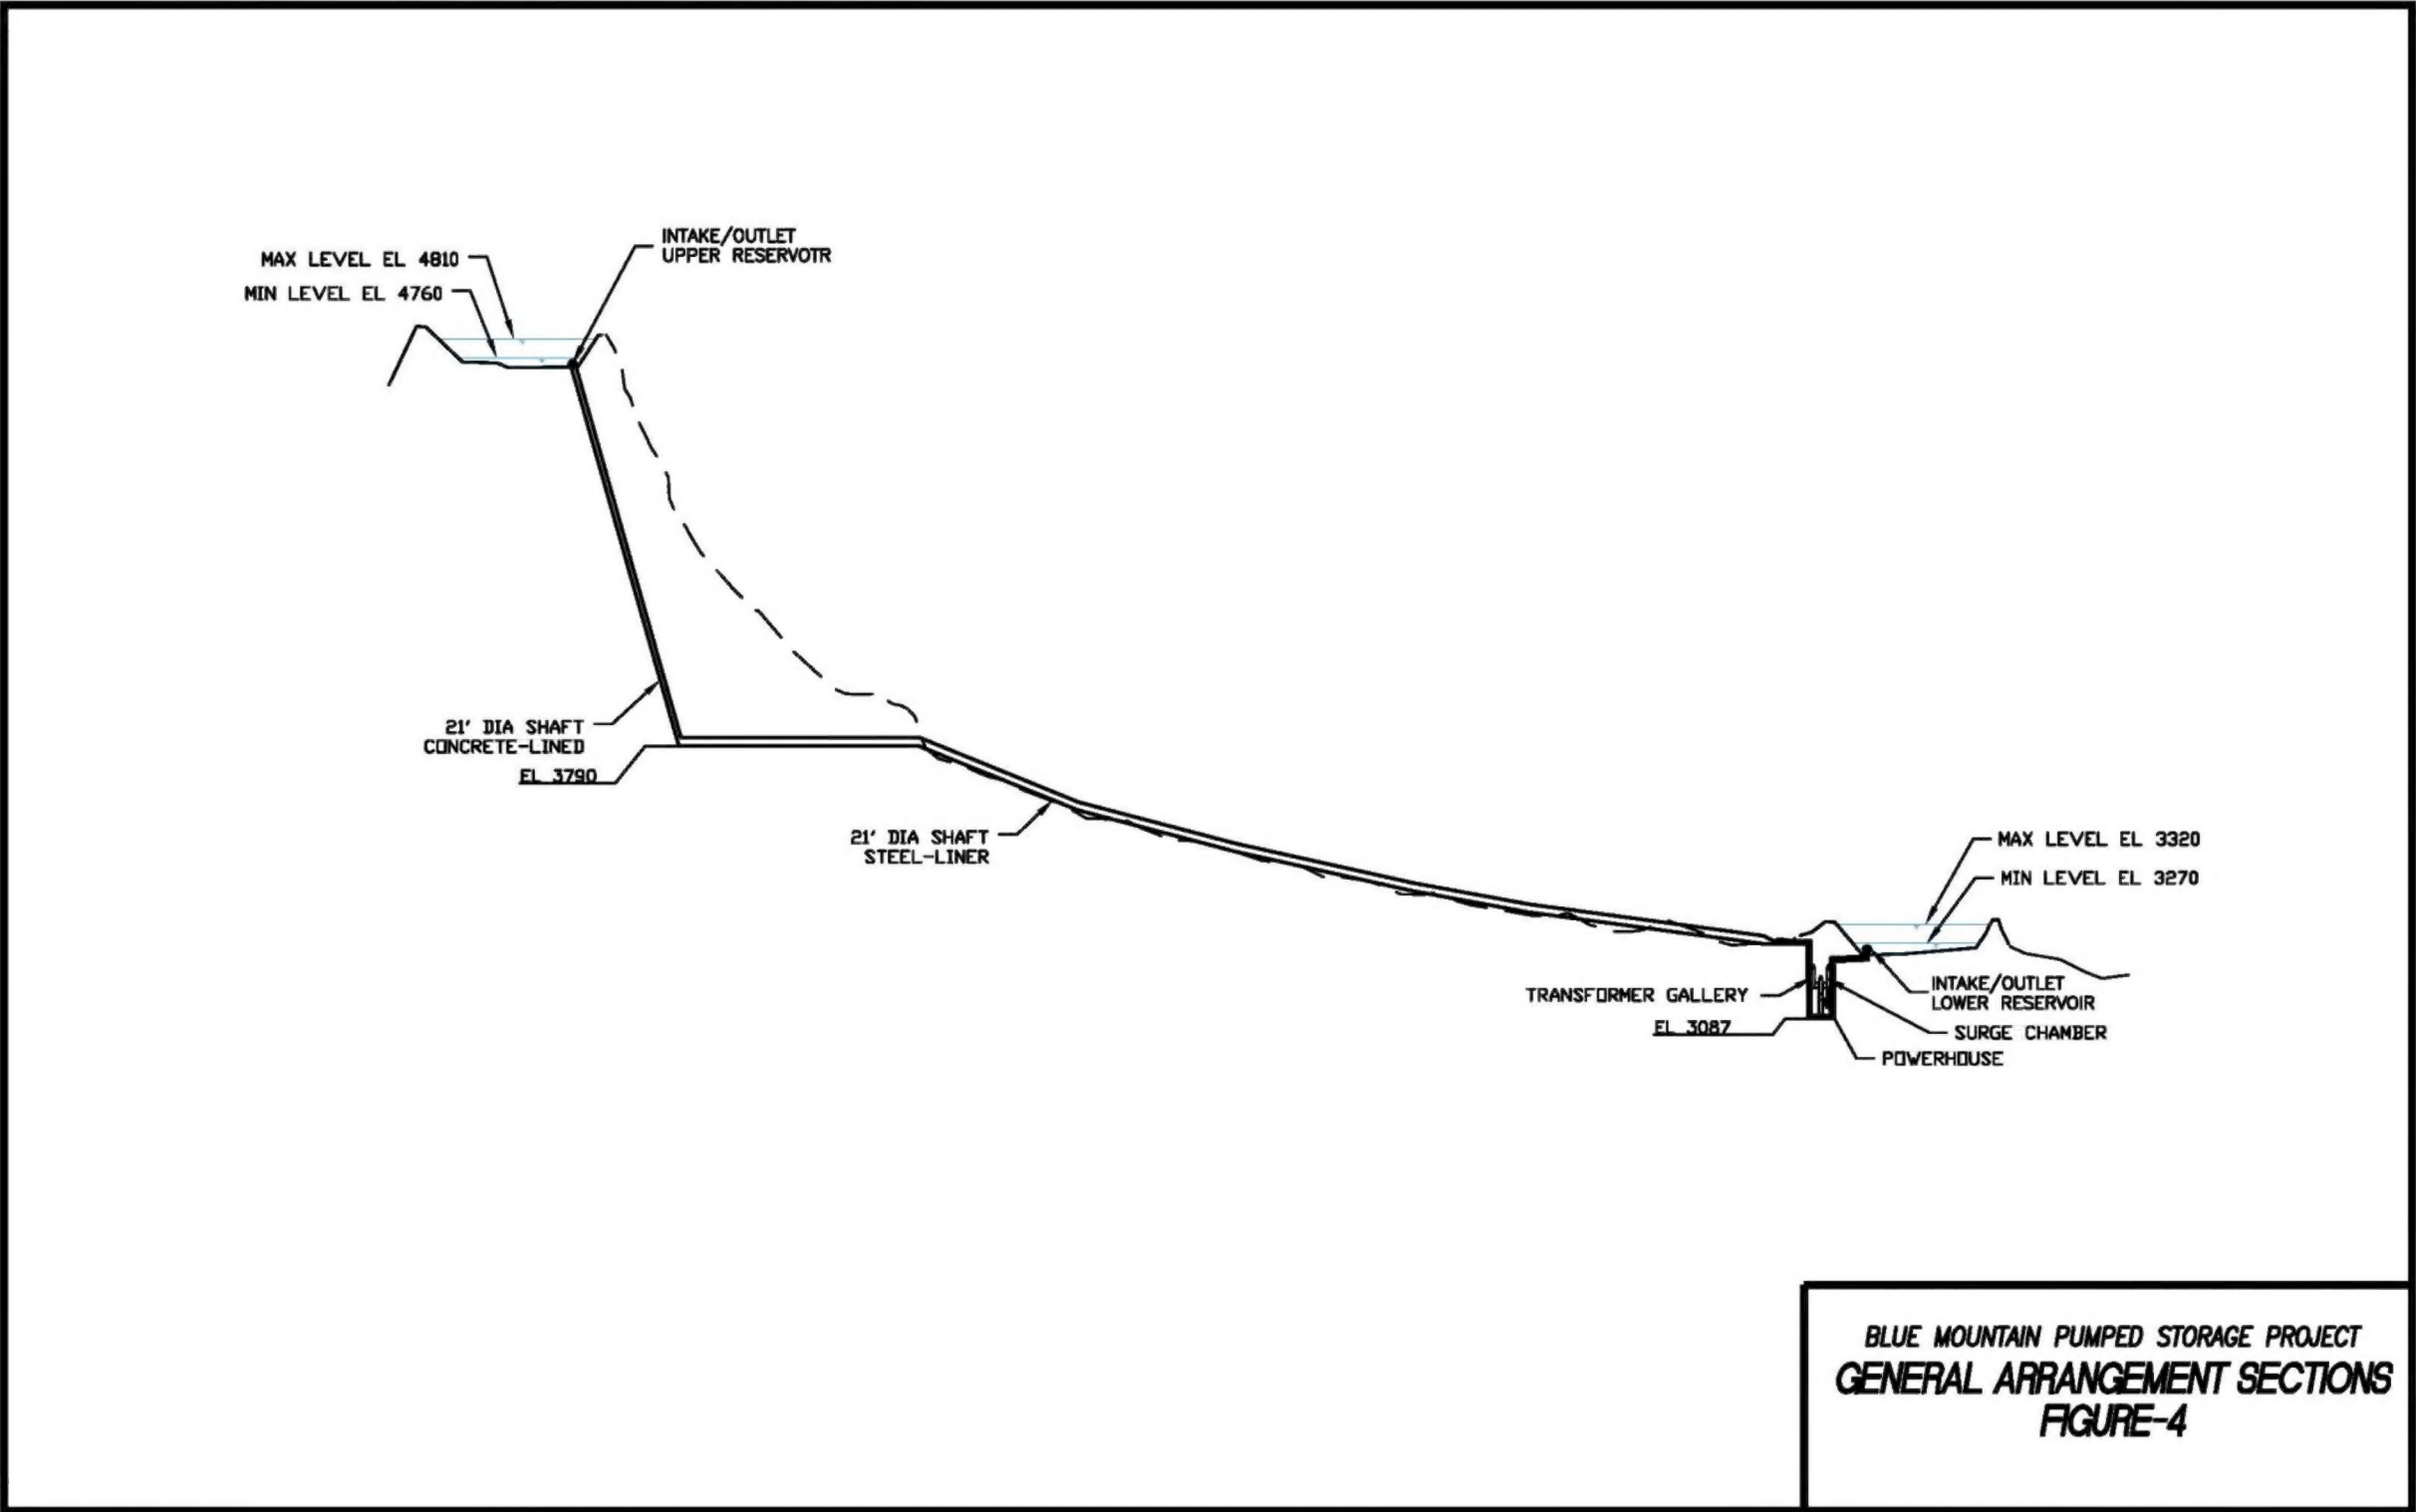 INTAKE/OUTLET
UPPER RESERVOTR
MAX LEVEL EL 4810
MIN LEVEL EL 4760
21' DIA SHAFT
CONCRETE-LINED
EL 3790
21' DIA SHAFT
STEEL-LINER
MAX LEVEL EL 3320
MIN LEVEL EL 3270
TRANSFORMER GALLERY
EL 3087
INTAKE/OUTLET
LOWER RESERVOIR
SURGE CHAMBER
POWERHOUSE
BLUE MOUNTAIN PUMPED STORAGE PROJECT
GENERAL ARRANGEMENT SECTIONS
FIGURE-4